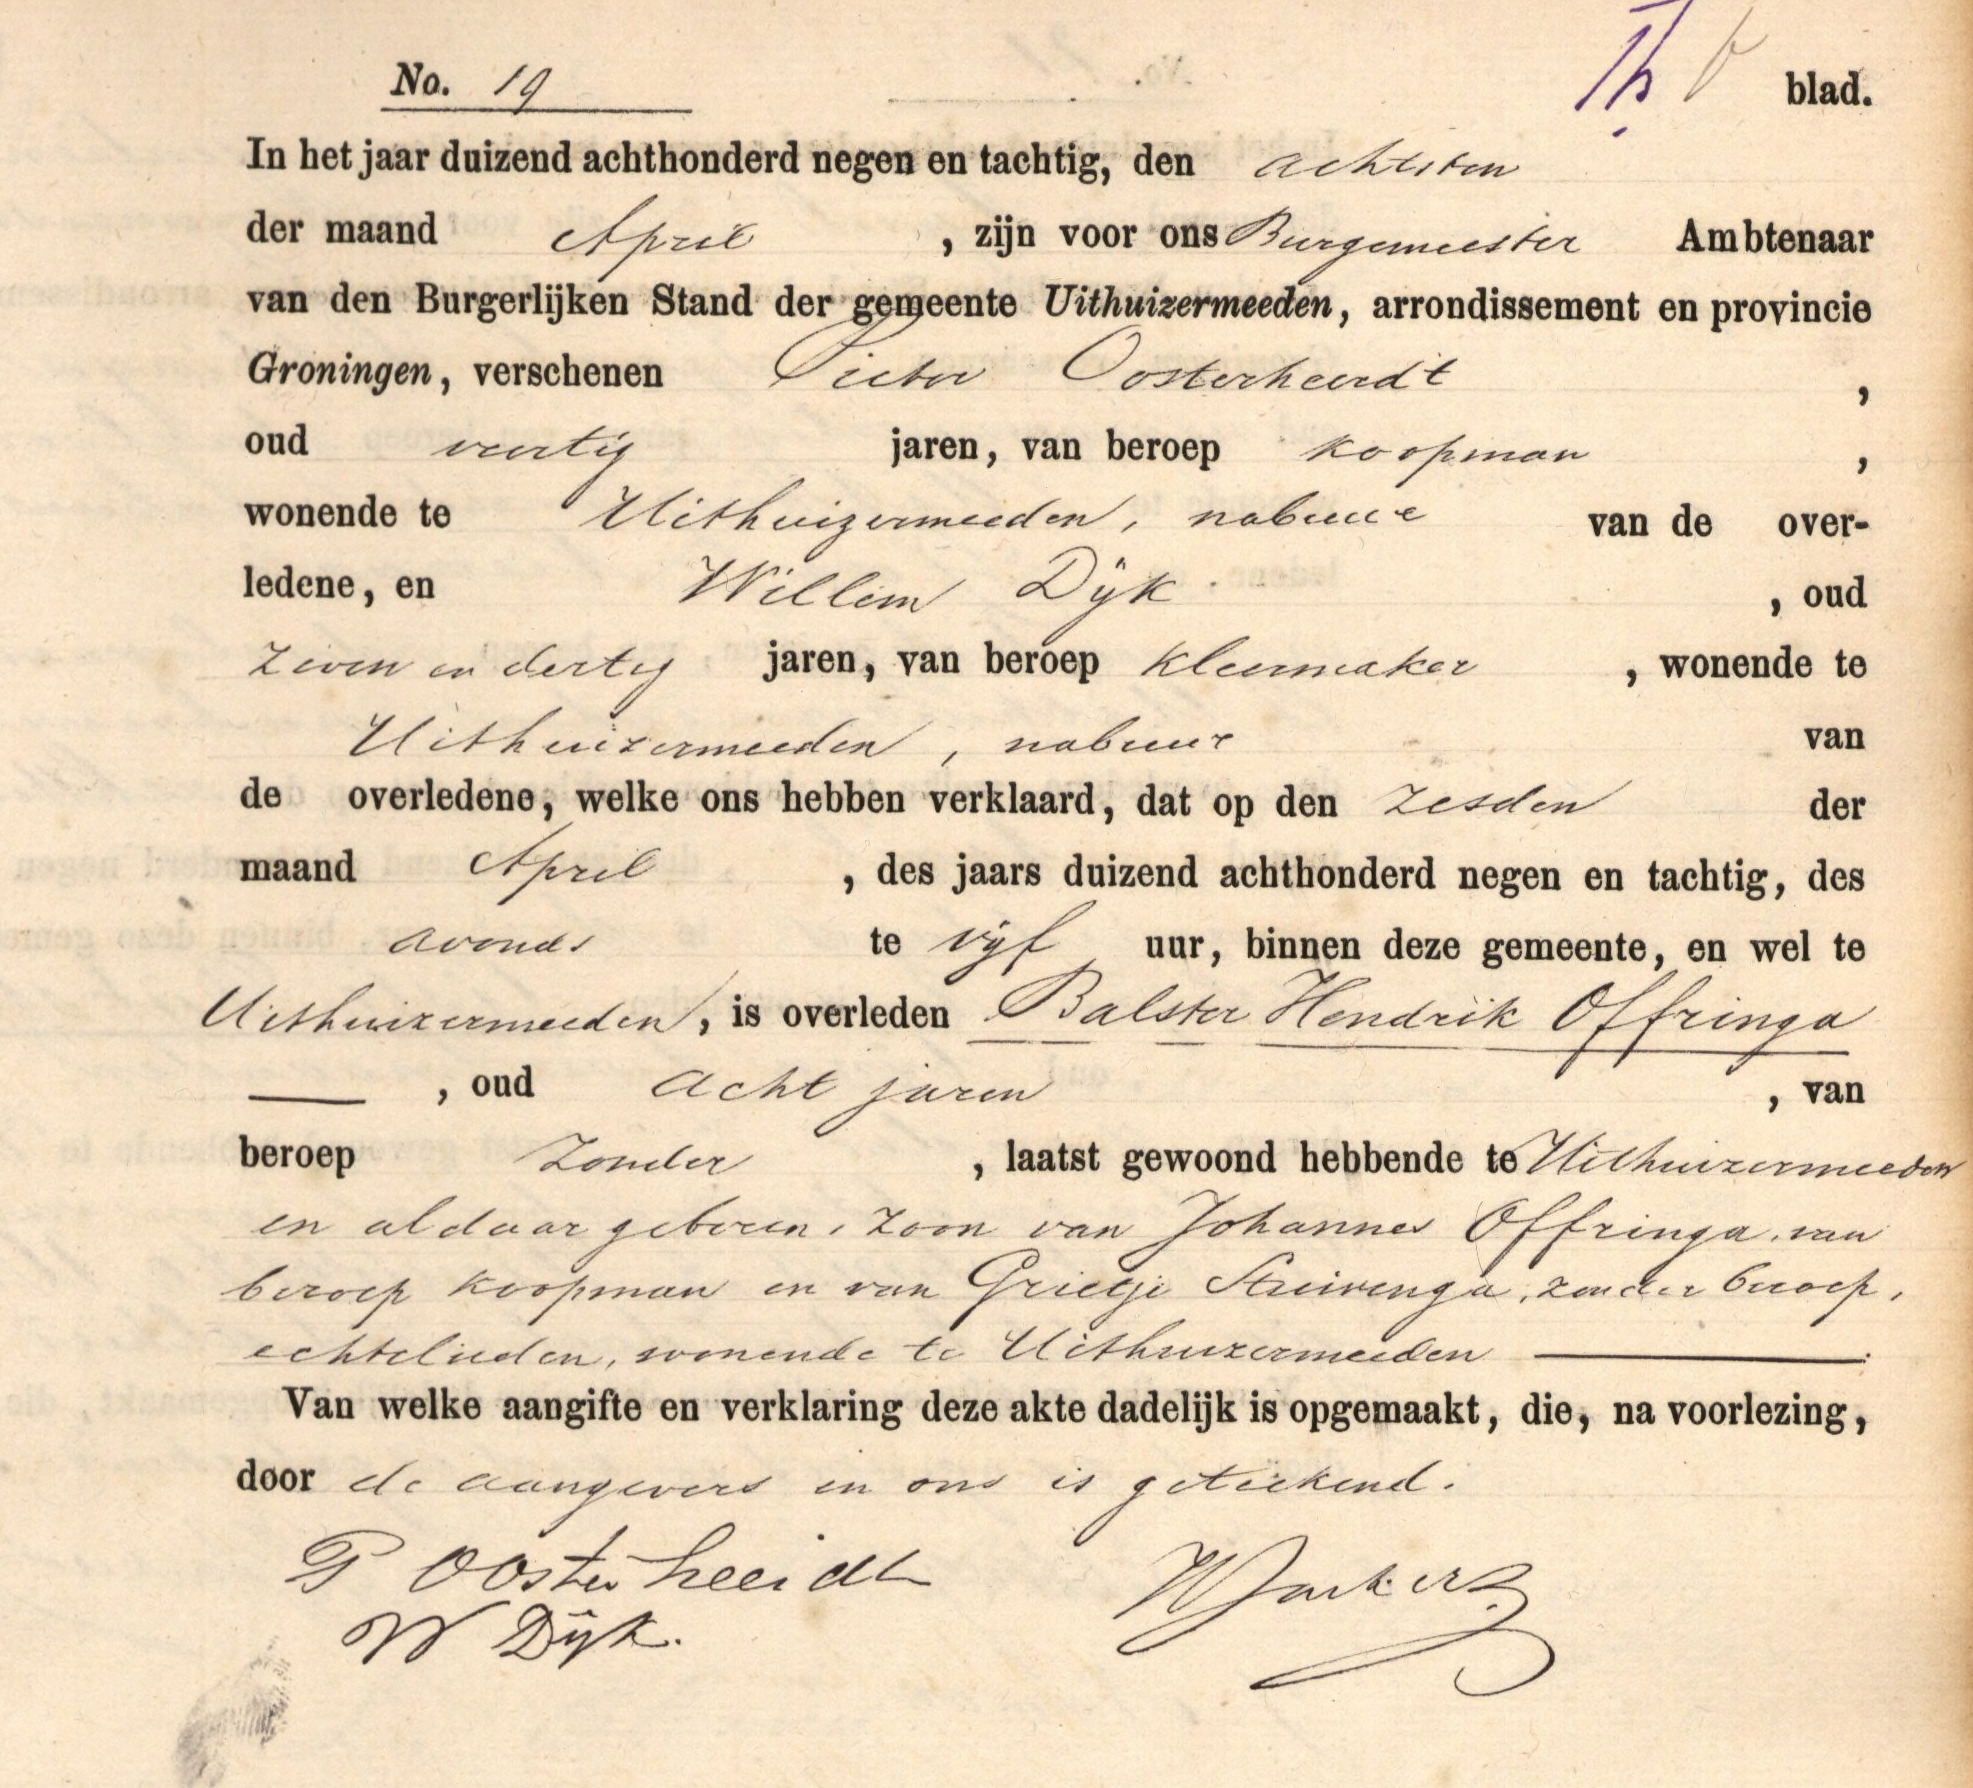 No. 19 blad.
In het jaar duizend achthonderd negen en tachtig, den achtsten
der maand April , zijn voor ons Burgemeester Ambtenaar
van den Burgerlijken Stand der gemeente Uithuizermeeden, arrondissement en provincie
Groningen, verschenen Pieter Oosterheerdt ,
oud veertig jaren, van beroep koopman ,
wonende te Uithuizermeeden, nabuur van de over-
ledene, en Willem Dijk , oud
zeven en dertig jaren, van beroep kleermaker , wonende te
Uithuizermeeden , nabuur van
de overledene, welke ons hebben verklaard, dat op den zesden der
maand April , des jaars duizend achthonderd negen en tachtig, des
avonds te vijf uur, binnen deze gemeente, en wel te
Uithuizermeeden, is overleden Balster Hendrik Offringa
, oud acht jaren , van
beroep zonder , laatst gewoond hebbende te Uithuizermeeden
en aldaar geboren, zoon van Johannes Offringa, van
beroep koopman en van Grietje Stuivenga, zonder beroep,
echtelieden, wonende te Uithuizermeeden
Van welke aangifte en verklaring deze akte dadelijk is opgemaakt, die, na voorlezing,
door de aangevers en ons is geteekend.
P Oosterheerdt
W Dijk.